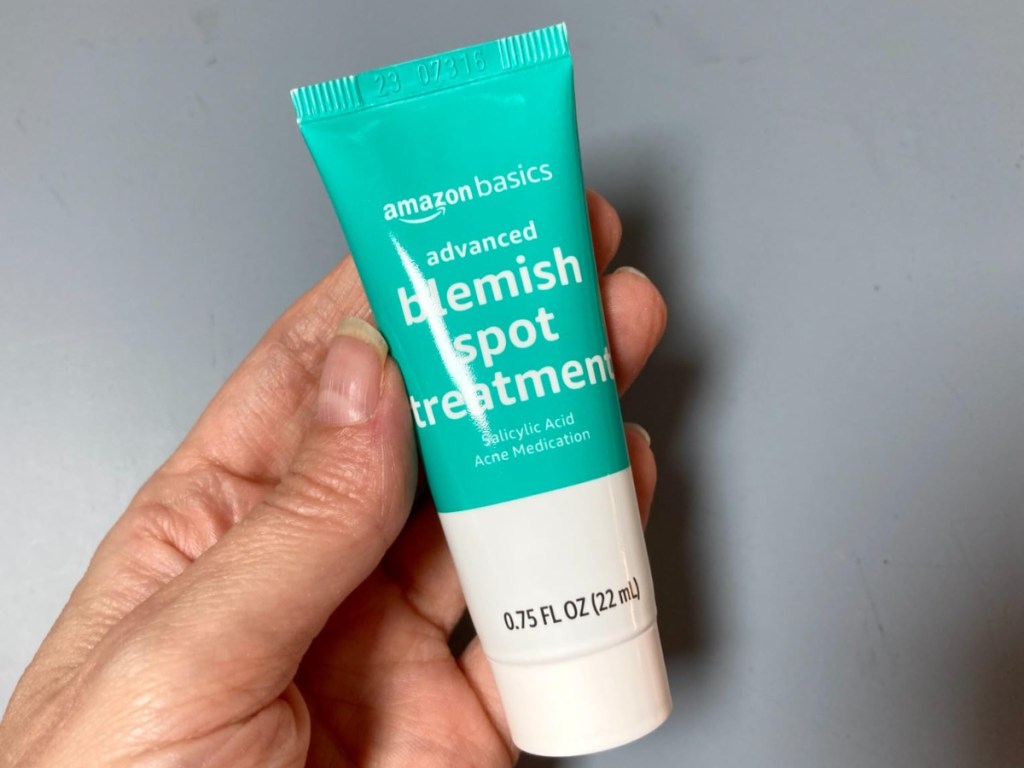 23 07316
amazon basics
advanced
blemish
spot
treatment
Salicylic Acid
Acne Medication
0.75 FL OZ (22 mL)